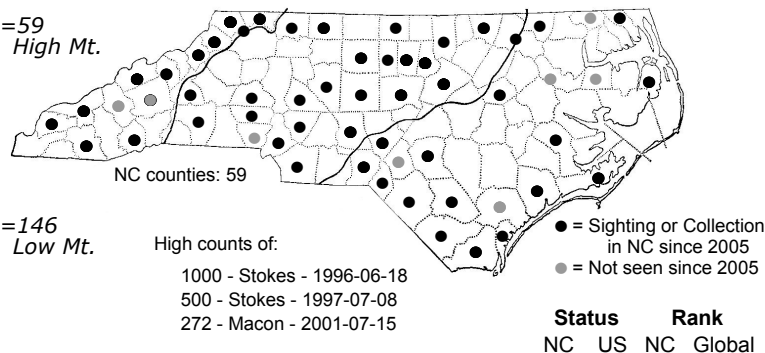 =59
High Mt.
NC counties: 59
=146
Low Mt.
High counts of:
1000 - Stokes - 1996-06-18
500 - Stokes - 1997-07-08
272 - Macon - 2001-07-15
= Sighting or Collection
in NC since 2005
= Not seen since 2005
Status Rank
NC US NC Global